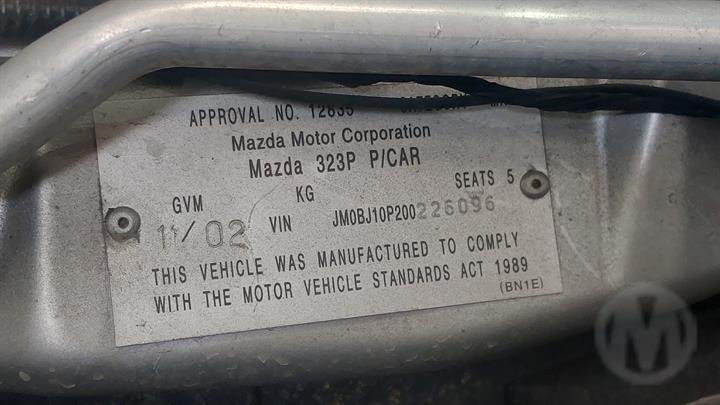 APPROVAL NO. 12835 CATEGORY
Mazda Motor Corporation
Mazda 323P P/CAR
GVM KG SEATS 5
11/02 VIN JM0BJ10P200226096
THIS VEHICLE WAS MANUFACTURED TO COMPLY
WITH THE MOTOR VEHICLE STANDARDS ACT 1989
(BN1E)
M